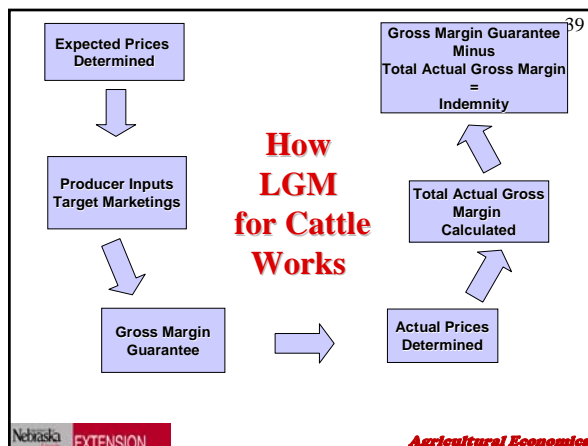 39
Expected Prices
Determined
Producer Inputs
Target Marketings
Gross Margin
Guarantee
How
LGM
for Cattle
Works
Actual Prices
Determined
Total Actual Gross
Margin
Calculated
Gross Margin Guarantee
Minus
Total Actual Gross Margin
=
Indemnity
Nebraska EXTENSION
Agricultural Economics